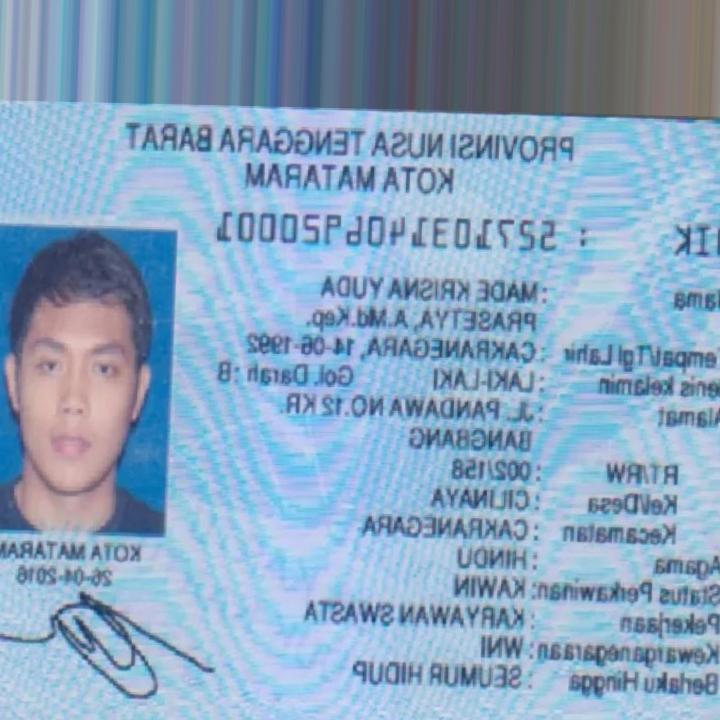 PROVINSI NUSA TENGGARA BARAT
KOTA MATARAM
NIK : 5271031406920001
Nama : MADE KRISNA YUDA
PRASETYA, A.Md.Kep.
Tempat/Tgl Lahir : CAKRANEGARA, 14-06-1992
Jenis kelamin : LAKI-LAKI Gol. Darah : B
Alamat : JL. PANDAWA NO.12 KR.
BANGBANG
RT/RW : 002/158
Kel/Desa : CILINAYA
Kecamatan : CAKRANEGARA
Agama : HINDU
Status Perkawinan: KAWIN
Pekerjaan : KARYAWAN SWASTA
Kewarganegaraan: WNI
Berlaku Hingga : SEUMUR HIDUP
KOTA MATARAM
26-04-2016